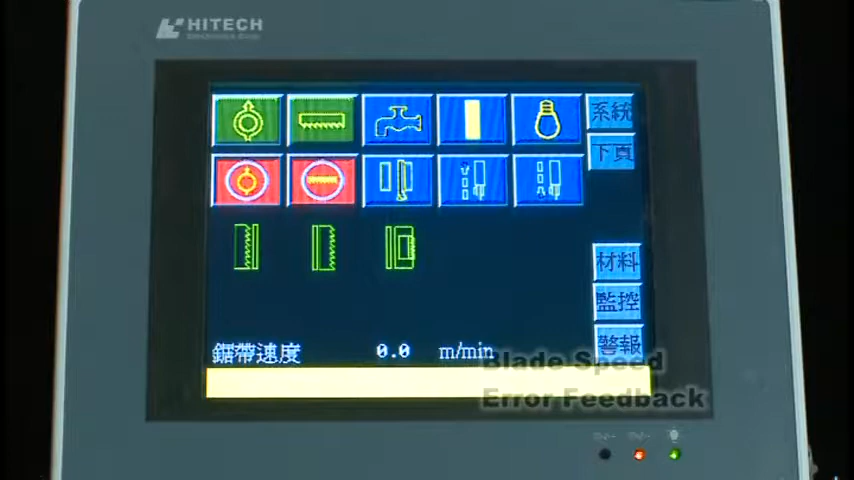 HITECH
系統
下頁
材料
監控
警報
鋸帶速度 0.0 m/min
Blade Speed
Error Feedback